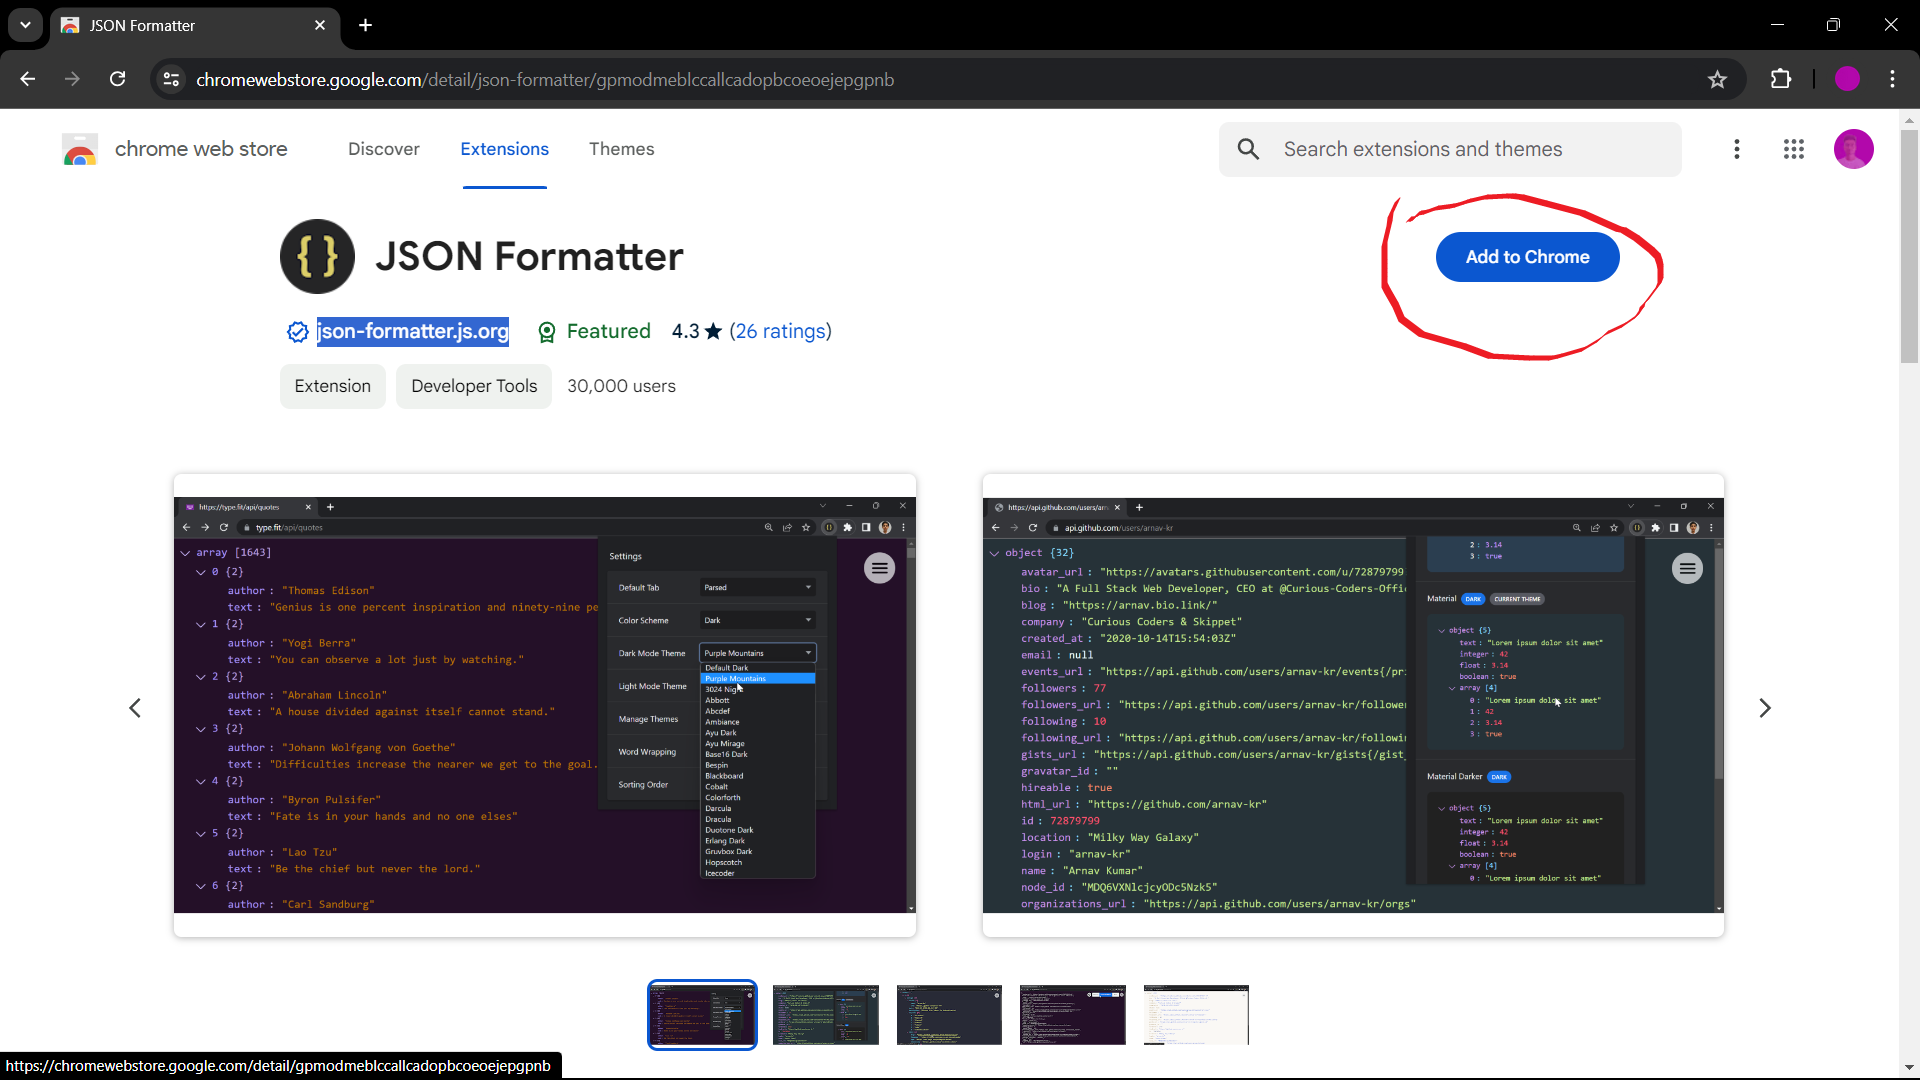 JSON Formatter
chromewebstore.google.com/detail/json-formatter/gpmodmeblccallcadopbcoeoejepgpnb
chrome web store
Discover
Extensions
Themes
Search extensions and themes
JSON Formatter
Add to Chrome
json-formatter.js.org
Featured
4.3★ (26 ratings)
Extension
Developer Tools
30,000 users
https://type.fit/api/quotes
type.fit/api/quotes
array [1643]
0 {2}
author : "Thomas Edison"
text : "Genius is one percent inspiration and ninety-nine pe
1 {2}
author : "Yogi Berra"
text : "You can observe a lot just by watching."
2 {2}
author : "Abraham Lincoln"
text : "A house divided against itself cannot stand."
3 {2}
author : "Johann Wolfgang von Goethe"
text : "Difficulties increase the nearer we get to the goal.
4 {2}
author : "Byron Pulsifer"
text : "Fate is in your hands and no one elses"
5 {2}
author : "Lao Tzu"
text : "Be the chief but never the lord."
6 {2}
author : "Carl Sandburg"
Settings
Default Tab
Parsed
Color Scheme
Dark
Dark Mode Theme
Purple Mountains
Light Mode Theme
Manage Themes
Word Wrapping
Sorting Order
Default Dark
Purple Mountains
3024 Night
Abbott
Abcdef
Ambiance
Ayu Dark
Ayu Mirage
Base16 Dark
Bespin
Blackboard
Cobalt
Colorforth
Darcula
Dracula
Duotone Dark
Erlang Dark
Gruvbox Dark
Hopscotch
Icecoder
https://api.github.com/users/arn
api.github.com/users/arnav-kr
object {32}
avatar_url : "https://avatars.githubusercontent.com/u/72879799
bio : "A Full Stack Web Developer, CEO at @Curious-Coders-Offi
blog : "https://arnav.bio.link/"
company : "Curious Coders & Skippet"
created_at : "2020-10-14T15:54:03Z"
email : null
events_url : "https://api.github.com/users/arnav-kr/events{/pri
followers : 77
followers_url : "https://api.github.com/users/arnav-kr/follower
following : 10
following_url : "https://api.github.com/users/arnav-kr/followin
gists_url : "https://api.github.com/users/arnav-kr/gists{/gist_
gravatar_id : ""
hireable : true
html_url : "https://github.com/arnav-kr"
id : 72879799
location : "Milky Way Galaxy"
login : "arnav-kr"
name : "Arnav Kumar"
node_id : "MDQ6VXNlcjcyODc5Nzk5"
organizations_url : "https://api.github.com/users/arnav-kr/orgs"
2 : 3.14
3 : true
Material DARK CURRENT THEME
object {5}
text : "Lorem ipsum dolor sit amet"
integer : 42
float : 3.14
boolean : true
array [4]
0 : "Lorem ipsum dolor sit amet"
1 : 42
2 : 3.14
3 : true
Material Darker DARK
object {5}
text : "Lorem ipsum dolor sit amet"
integer : 42
float : 3.14
boolean : true
array [4]
0 : "Lorem ipsum dolor sit amet"
https://chromewebstore.google.com/detail/gpmodmeblccallcadopbcoeoejepgpnb